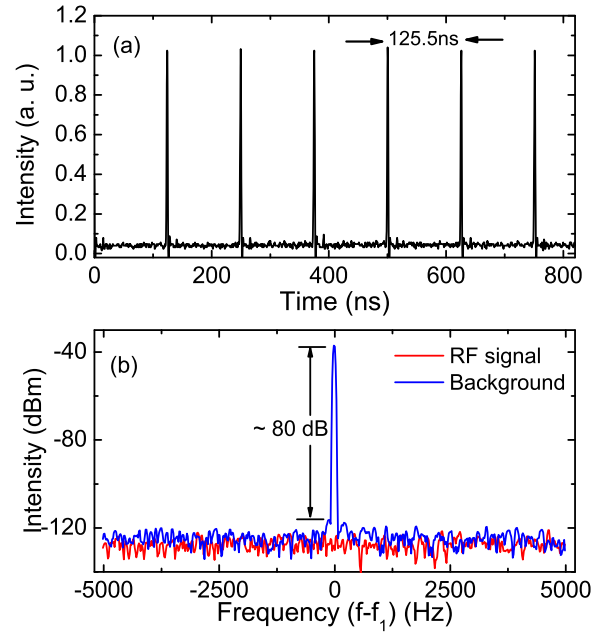 1.2
(a)
125.5ns
1.0
0.8
0.6
0.4
0.2
0.0
Intensity (a. u.)
0 200 400 600 800
Time (ns)
(b)
-40
RF signal
Background
-80
~ 80 dB
-120
Intensity (dBm)
-5000 -2500 0 2500 5000
Frequency (f-f₁) (Hz)